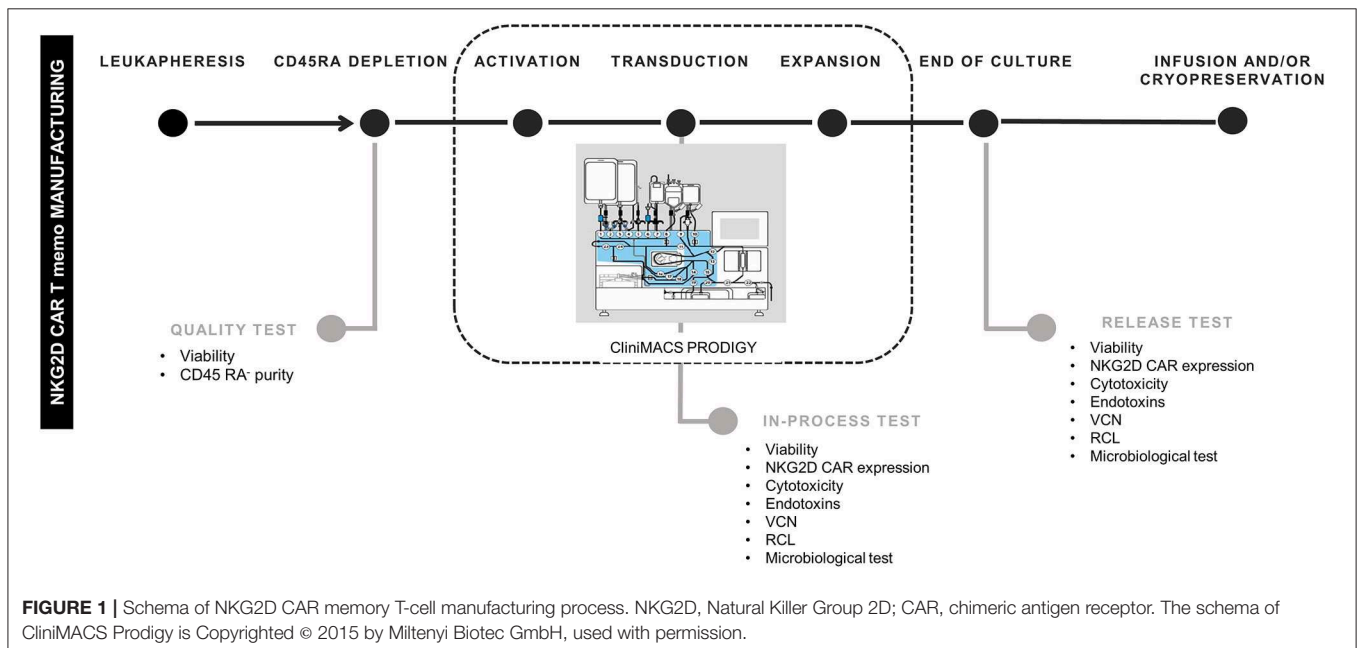 NKG2D CAR T memo MANUFACTURING
LEUKAPHERESIS
CD45RA DEPLETION
ACTIVATION
TRANSDUCTION
EXPANSION
END OF CULTURE
INFUSION AND/OR
CRYOPRESERVATION
CliniMACS PRODIGY
QUALITY TEST
• Viability
• CD45 RA⁻ purity
IN-PROCESS TEST
• Viability
• NKG2D CAR expression
• Cytotoxicity
• Endotoxins
• VCN
• RCL
• Microbiological test
RELEASE TEST
• Viability
• NKG2D CAR expression
• Cytotoxicity
• Endotoxins
• VCN
• RCL
• Microbiological test
FIGURE 1 | Schema of NKG2D CAR memory T-cell manufacturing process. NKG2D, Natural Killer Group 2D; CAR, chimeric antigen receptor. The schema of
CliniMACS Prodigy is Copyrighted © 2015 by Miltenyi Biotec GmbH, used with permission.